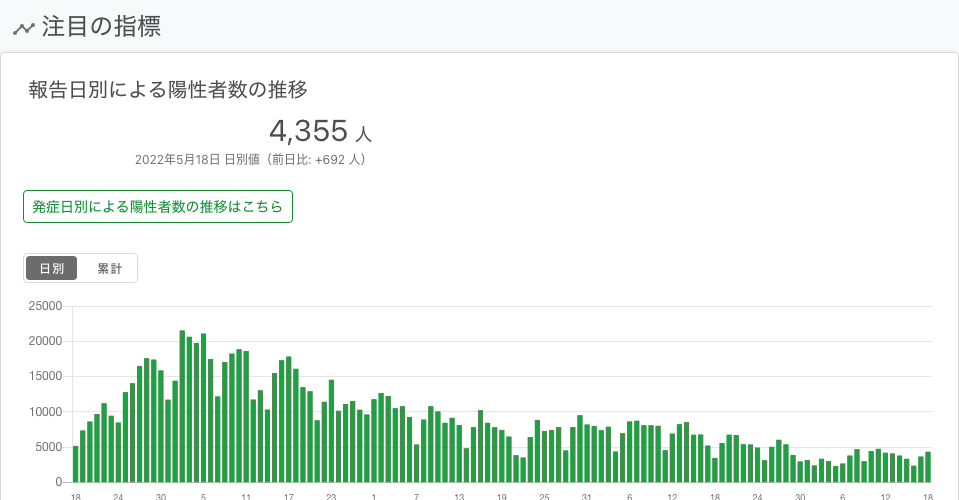 注目の指標
報告日別による陽性者数の推移
4,355 人
2022年5月18日 日別値（前日比: +692 人）
発症日別による陽性者数の推移はこちら
日別 累計
25000
20000
15000
10000
5000
0
18 24 30 5 11 17 23 1 7 13 19 25 31 6 12 18 24 30 6 12 18